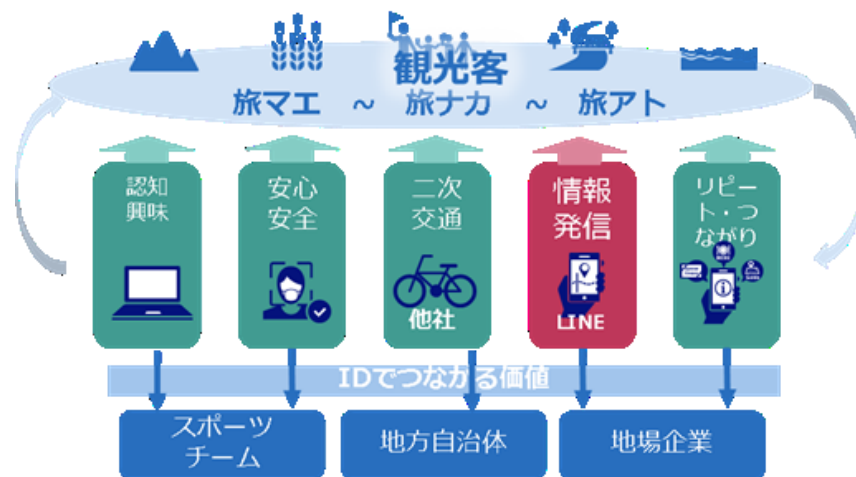 観光客
旅マエ ~ 旅ナカ ~ 旅アト
認知
興味
安心
安全
二次
交通
他社
情報
発信
LINE
リピー
ト・つ
ながり
IDでつながる価値
スポーツ
チーム
地方自治体
地場企業